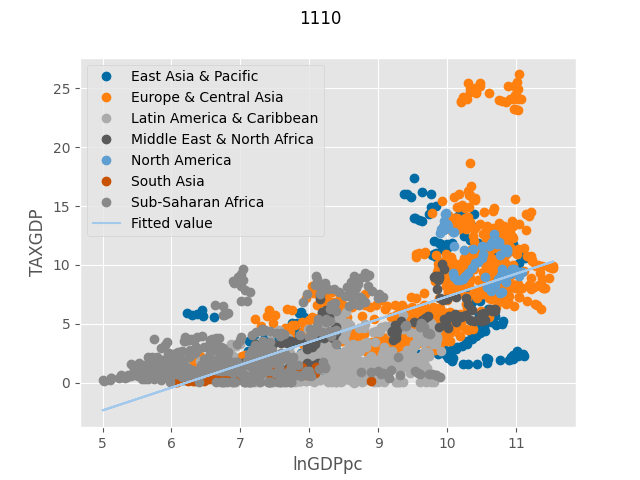 1110
East Asia & Pacific
Europe & Central Asia
Latin America & Caribbean
Middle East & North Africa
North America
South Asia
Sub-Saharan Africa
Fitted value
TAXGDP
25
20
15
10
5
0
5 6 7 8 9 10 11
lnGDPpc